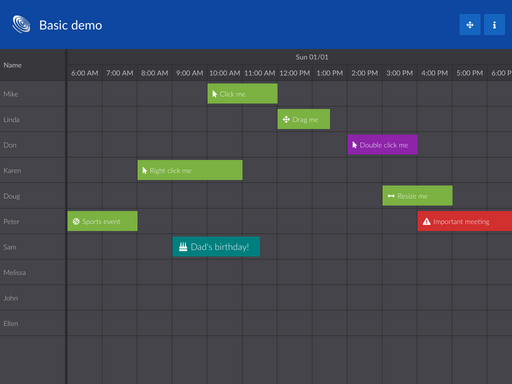 Basic demo
Name
Sun 01/01
6:00 AM 7:00 AM 8:00 AM 9:00 AM 10:00 AM 11:00 AM 12:00 PM 1:00 PM 2:00 PM 3:00 PM 4:00 PM 5:00 PM 6:00 P
Mike Click me
Linda Drag me
Don Double click me
Karen Right click me
Doug Resize me
Peter Sports event Important meeting
Sam Dad's birthday!
Melissa
John
Ellen